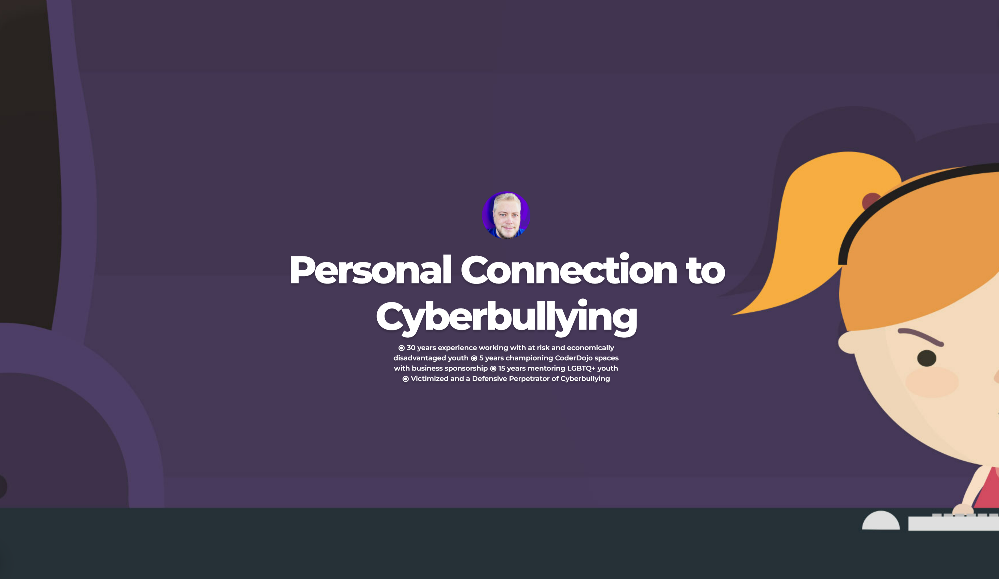 Personal Connection to
Cyberbullying
◉ 30 years experience working with at risk and economically
disadvantaged youth ◉ 5 years championing CoderDojo spaces
with business sponsorship ◉ 15 years mentoring LGBTQ+ youth
◉ Victimized and a Defensive Perpetrator of Cyberbullying